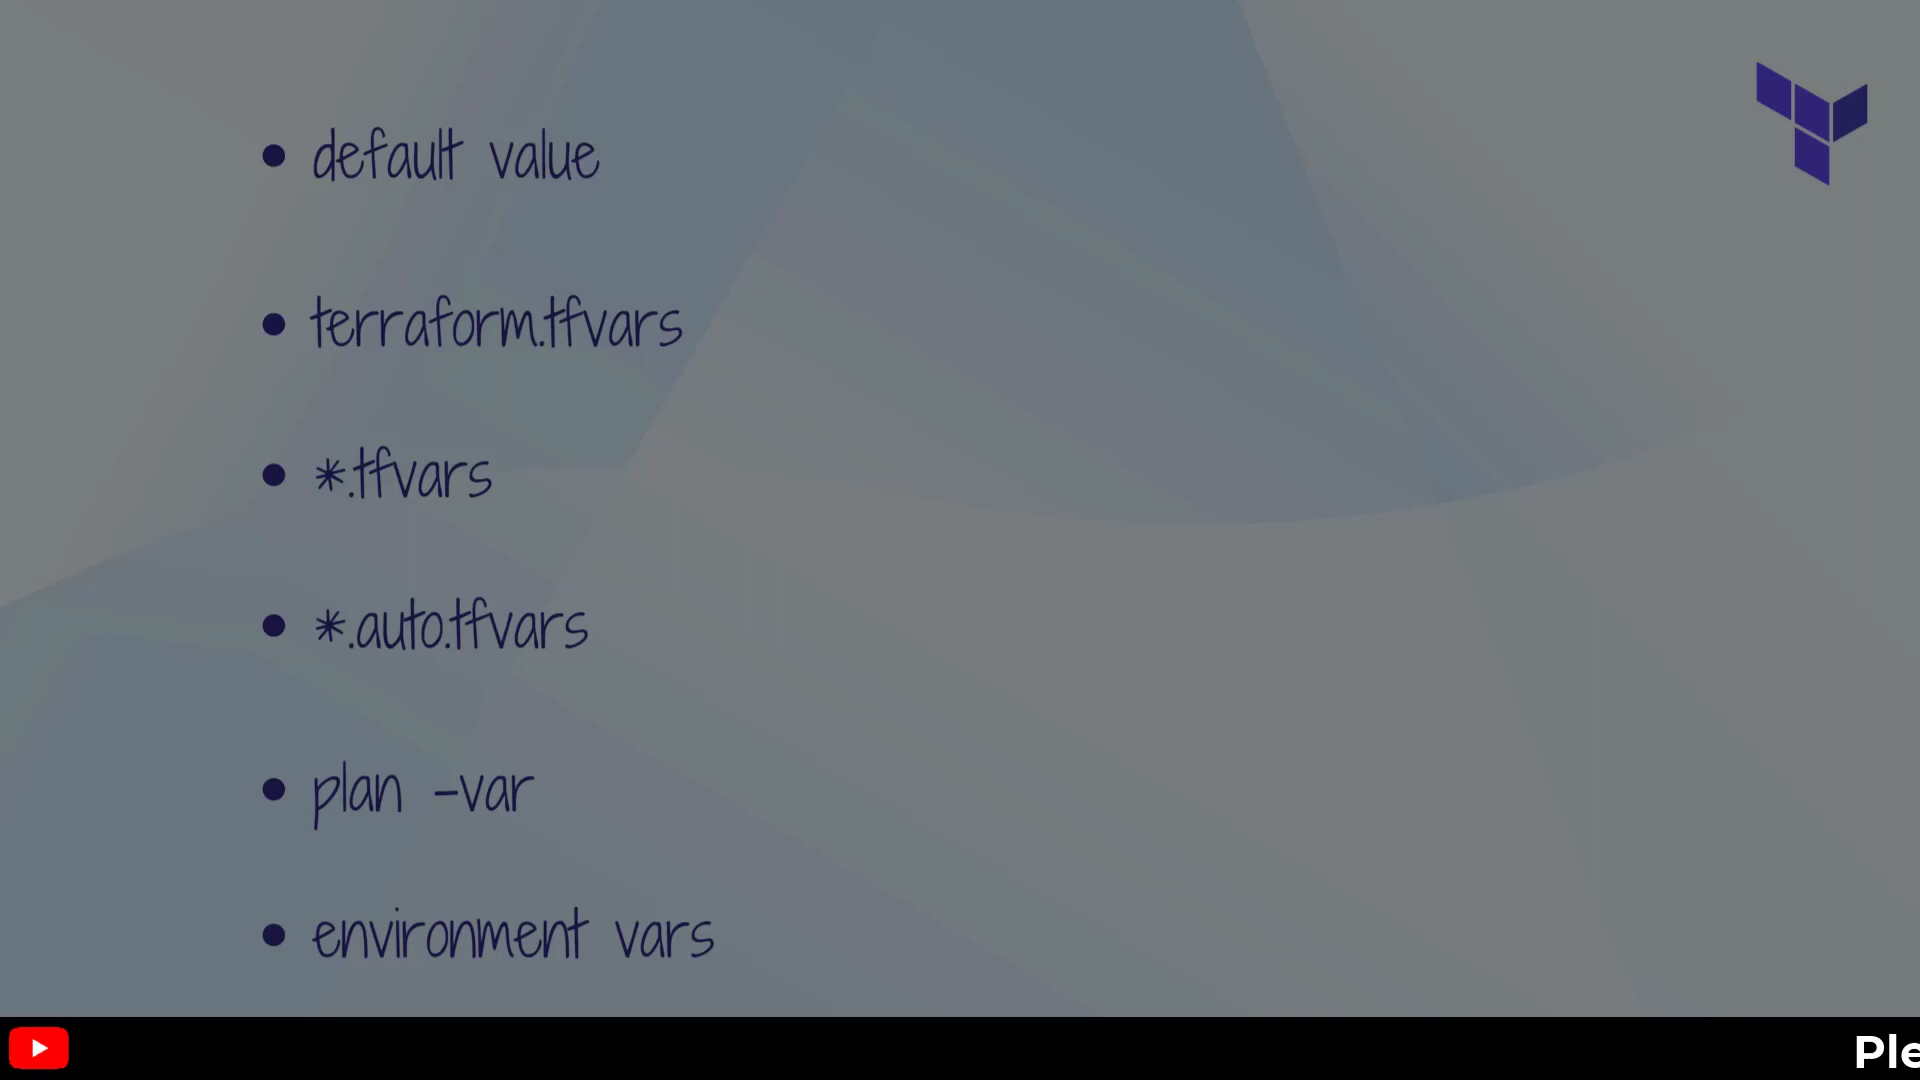 • default value
• terraform.tfvars
• *.tfvars
• *.auto.tfvars
• plan -var
• environment vars
Ple